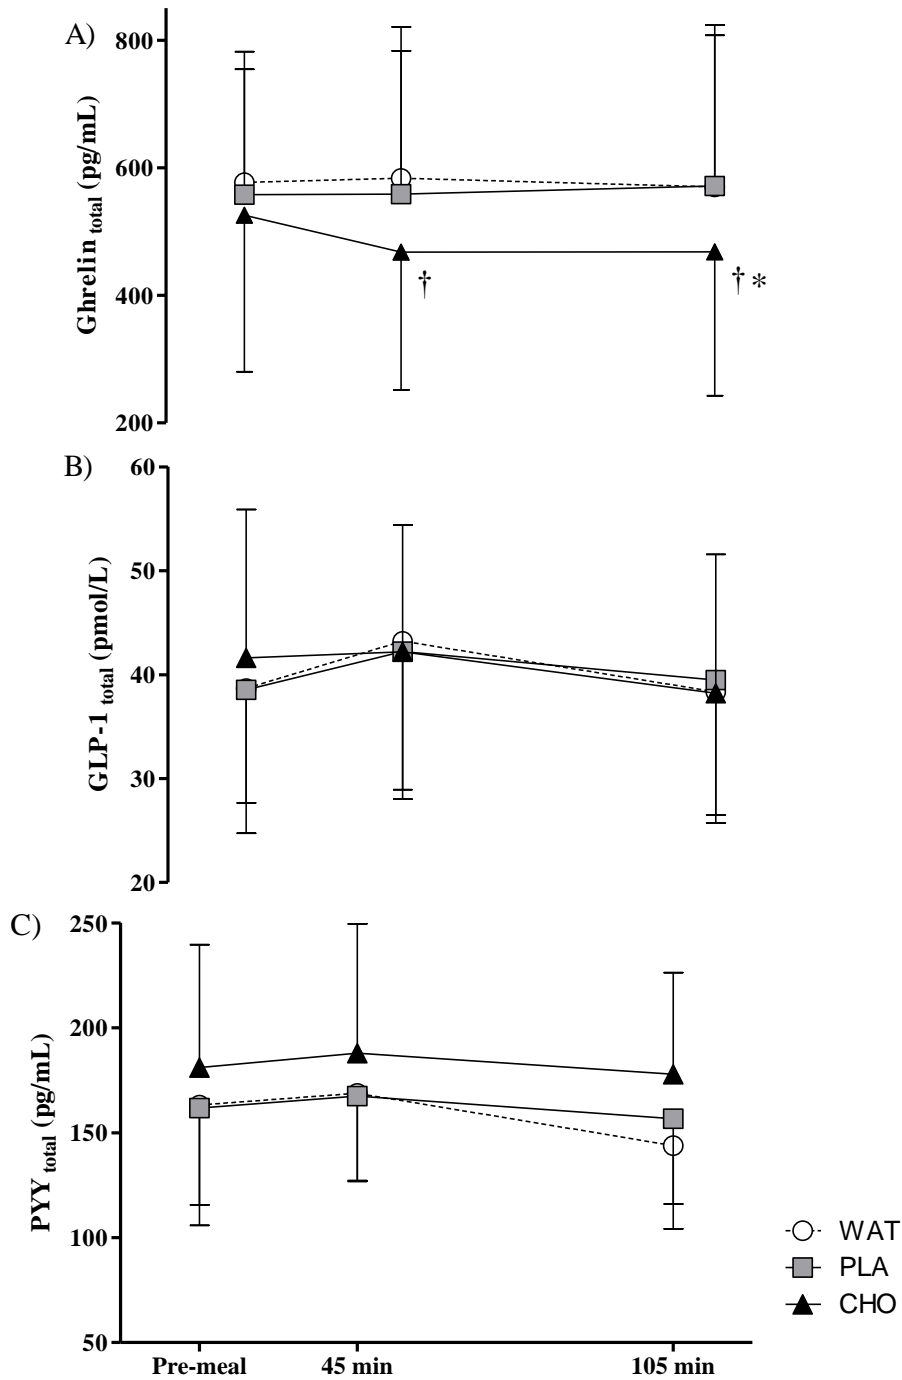 A)
800
600
400
200
Ghrelin total (pg/mL)
†
† *
B)
60
50
40
30
20
GLP-1 total (pmol/L)
C)
250
200
150
100
50
PYY total (pg/mL)
WAT
PLA
CHO
Pre-meal 45 min 105 min